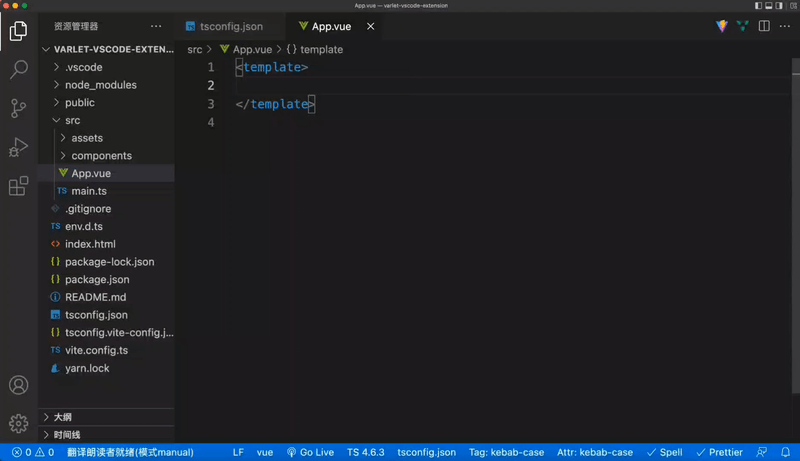 App.vue — varlet-vscode-extension
资源管理器
tsconfig.json
App.vue
VARLET-VSCODE-EXTEN...
src > App.vue > {} template
.vscode
node_modules
public
src
assets
components
App.vue
TS main.ts
.gitignore
TS env.d.ts
<> index.html
{} package-lock.json
{} package.json
README.md
TS tsconfig.json
{} tsconfig.vite-config.j...
TS vite.config.ts
yarn.lock
大纲
时间线
1 <template>
2
3 </template>
4
0 0 翻译朗读者就绪(模式manual) LF vue Go Live TS 4.6.3 tsconfig.json Tag: kebab-case Attr: kebab-case Spell Prettier